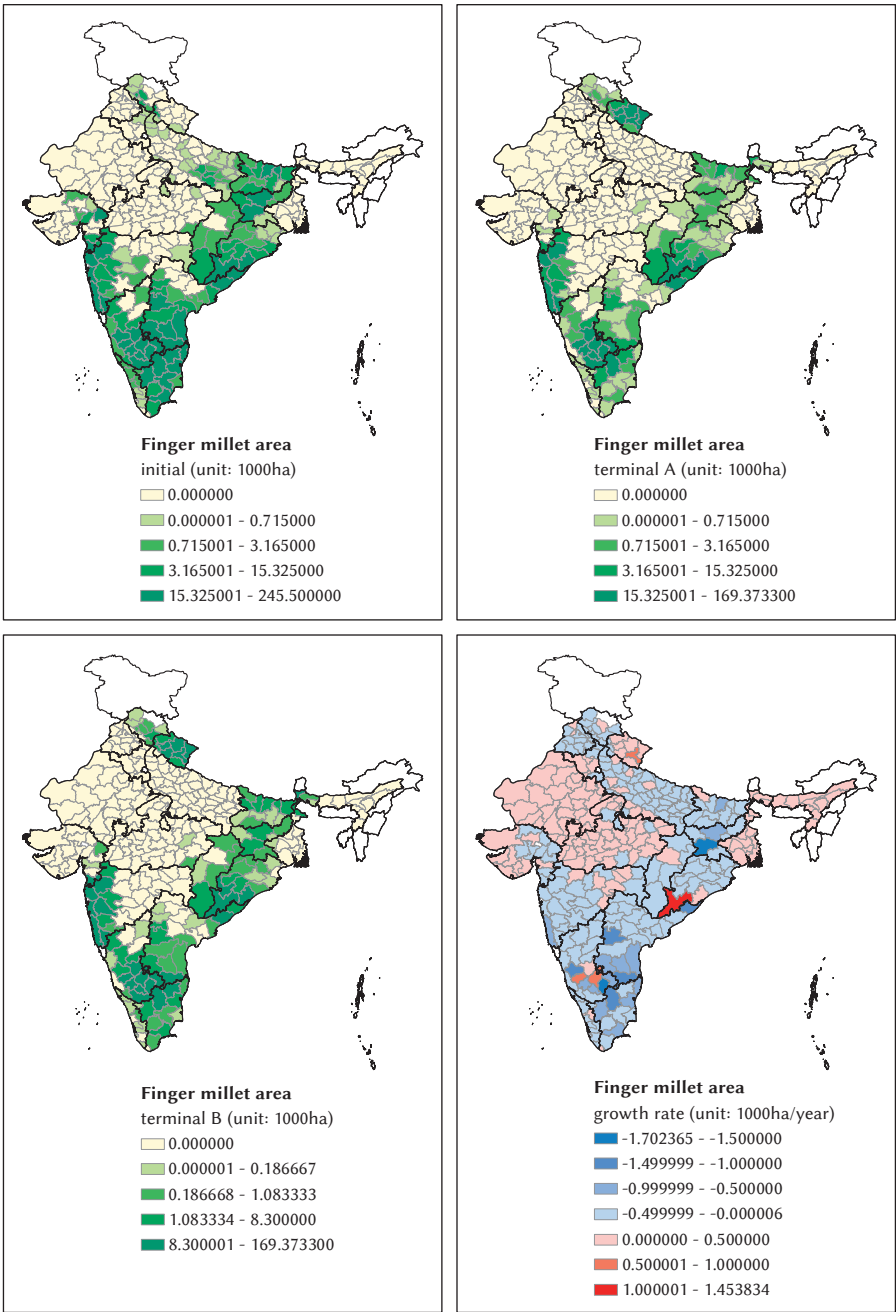 Finger millet area
initial (unit: 1000ha)
0.000000
0.000001 - 0.715000
0.715001 - 3.165000
3.165001 - 15.325000
15.325001 - 245.500000
Finger millet area
terminal A (unit: 1000ha)
0.000000
0.000001 - 0.715000
0.715001 - 3.165000
3.165001 - 15.325000
15.325001 - 169.373300
Finger millet area
terminal B (unit: 1000ha)
0.000000
0.000001 - 0.186667
0.186668 - 1.083333
1.083334 - 8.300000
8.300001 - 169.373300
Finger millet area
growth rate (unit: 1000ha/year)
-1.702365 - -1.500000
-1.499999 - -1.000000
-0.999999 - -0.500000
-0.499999 - -0.000006
0.000000 - 0.500000
0.500001 - 1.000000
1.000001 - 1.453834